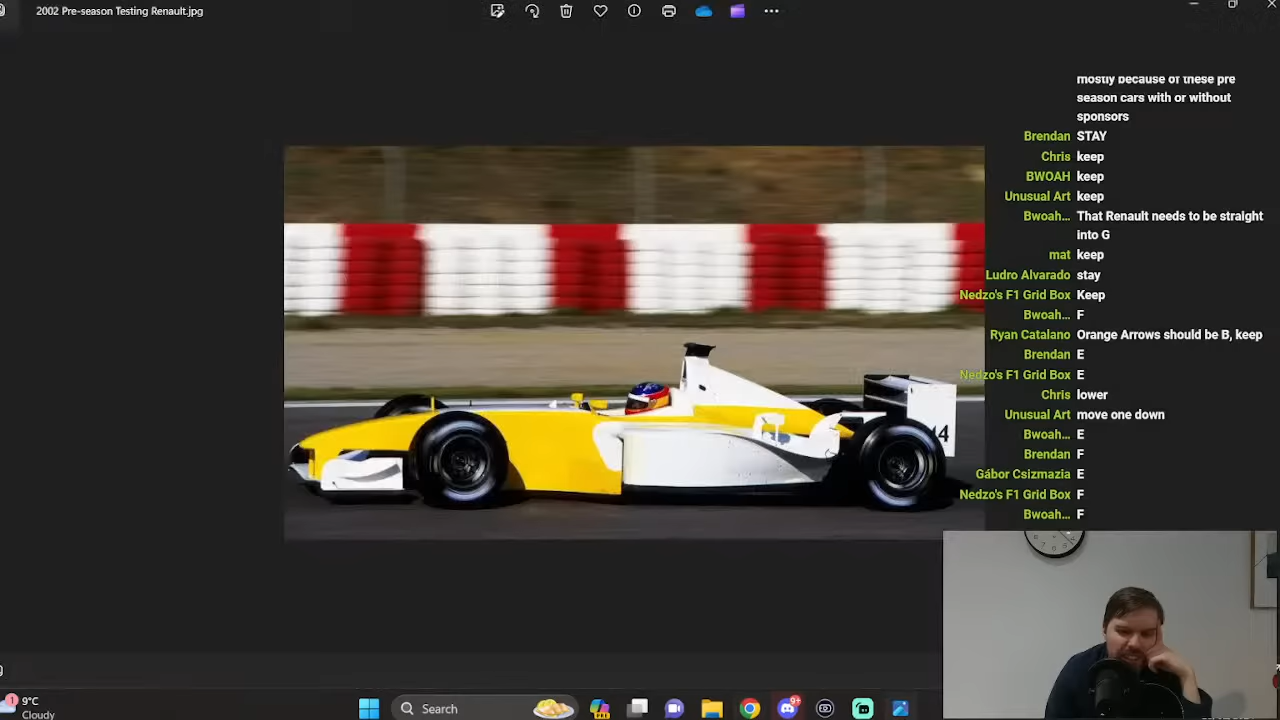 2002 Pre-season Testing Renault.jpg
mostly because of these pre
season cars with or without
sponsors
Brendan STAY
Chris keep
BWOAH keep
Unusual Art keep
Bwoah... That Renault needs to be straight
into G
mat keep
Ludro Alvarado stay
Nedzo's F1 Grid Box Keep
Bwoah... F
Ryan Catalano Orange Arrows should be B, keep
Brendan E
Nedzo's F1 Grid Box E
Chris lower
Unusual Art move one down
Bwoah... E
Brendan F
Gábor Csizmazia E
Nedzo's F1 Grid Box F
Bwoah... F
14
1
9°C
Cloudy
Search
PRE
9+